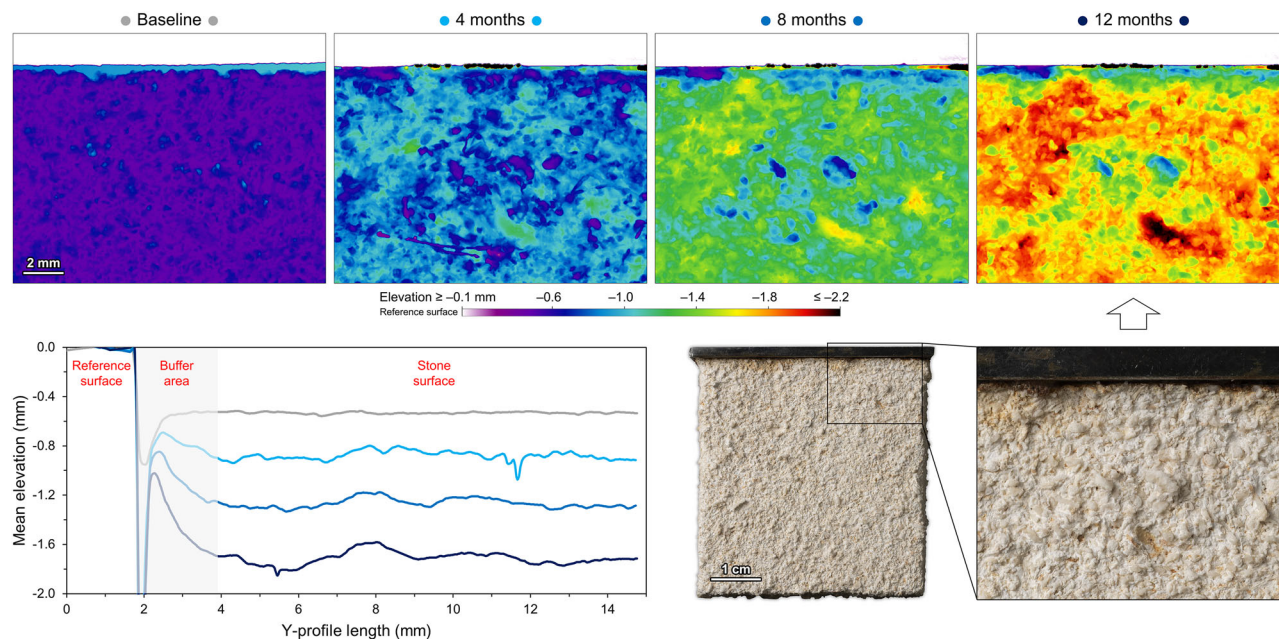 ● Baseline ● ● 4 months ● ● 8 months ● ● 12 months ●
2 mm
Elevation ≥ –0.1 mm –0.6 –1.0 –1.4 –1.8 ≤ –2.2
Reference surface
0.0
–0.4
–0.8
–1.2
–1.6
–2.0
Mean elevation (mm)
Reference
surface
Buffer
area
Stone
surface
0 2 4 6 8 10 12 14
Y-profile length (mm)
1 cm